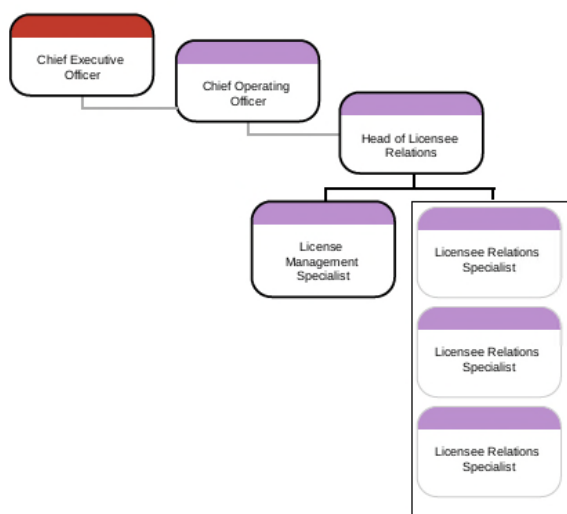 Chief Executive
Officer
Chief Operating
Officer
Head of Licensee
Relations
License
Management
Specialist
Licensee Relations
Specialist
Licensee Relations
Specialist
Licensee Relations
Specialist